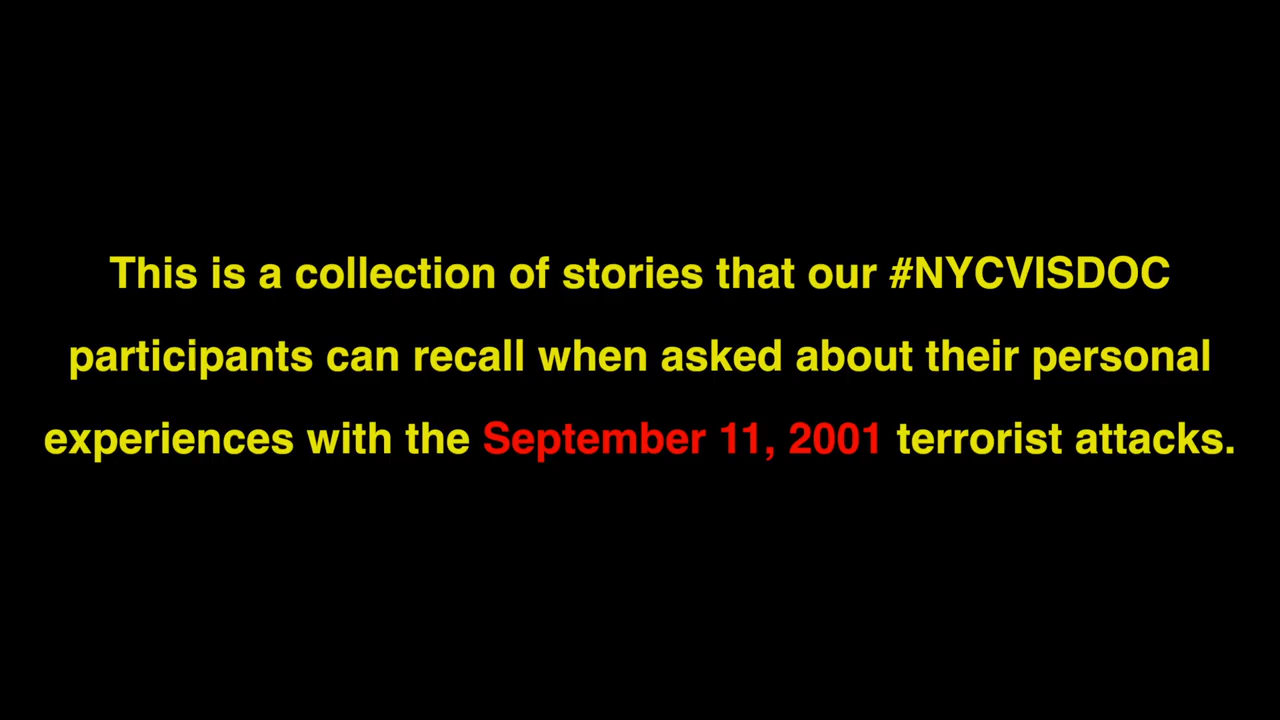 This is a collection of stories that our #NYCVISDOC
participants can recall when asked about their personal
experiences with the September 11, 2001 terrorist attacks.